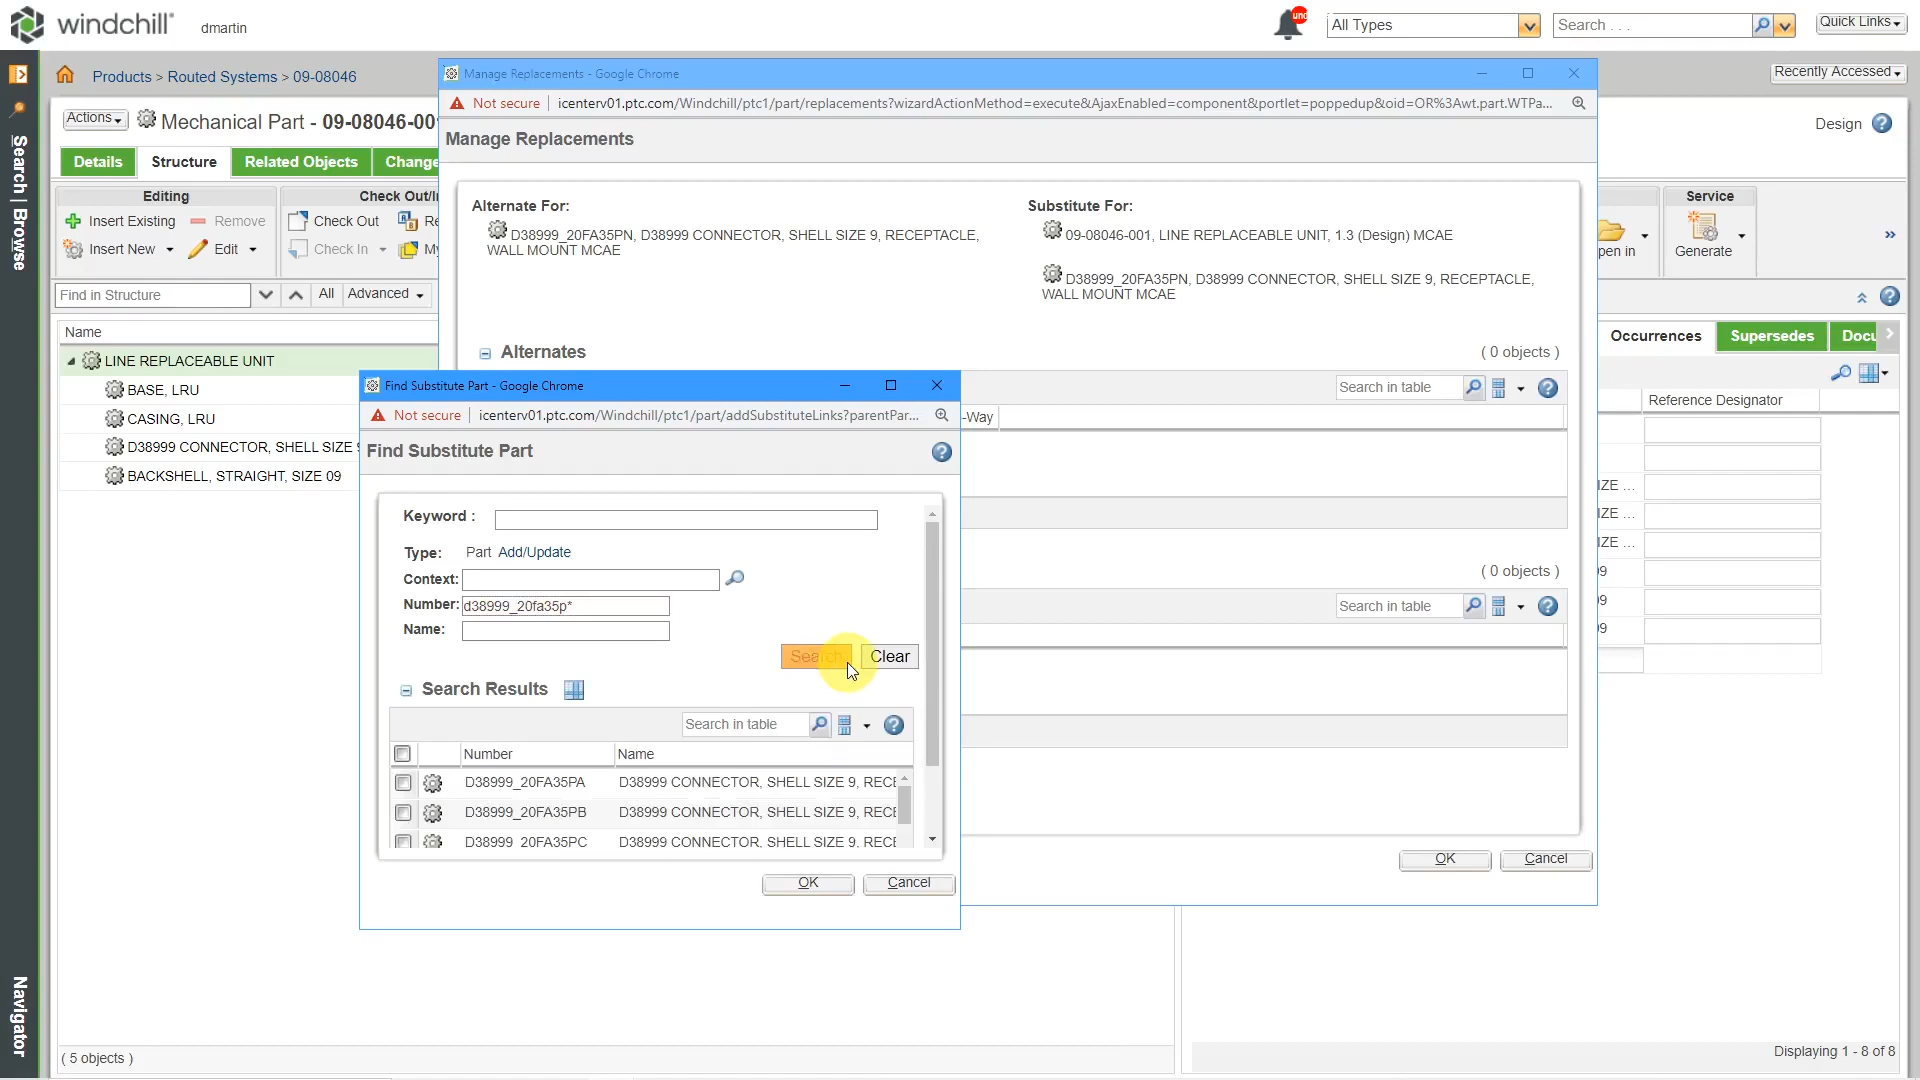 windchill
dmartin
All Types
Search . . .
Quick Links
Products > Routed Systems > 09-08046
Recently Accessed
Actions
Mechanical Part - 09-08046-00
Design
Details
Structure
Related Objects
Change
Editing
Check Out/I
Service
Insert Existing
Remove
Check Out
Re
Insert New
Edit
Check In
My
pen in
Generate
Find in Structure
All
Advanced
Name
LINE REPLACEABLE UNIT
BASE, LRU
CASING, LRU
D38999 CONNECTOR, SHELL SIZE 9
BACKSHELL, STRAIGHT, SIZE 09
( 5 objects )
Search | Browse
Navigator
Manage Replacements - Google Chrome
Not secure
icenterv01.ptc.com/Windchill/ptc1/part/replacements?wizardActionMethod=execute&AjaxEnabled=component&portlet=poppedup&oid=OR%3Awt.part.WTPa...
Manage Replacements
Alternate For:
D38999_20FA35PN, D38999 CONNECTOR, SHELL SIZE 9, RECEPTACLE,
WALL MOUNT MCAE
Substitute For:
09-08046-001, LINE REPLACEABLE UNIT, 1.3 (Design) MCAE
D38999_20FA35PN, D38999 CONNECTOR, SHELL SIZE 9, RECEPTACLE,
WALL MOUNT MCAE
Alternates
( 0 objects )
Search in table
-Way
( 0 objects )
Search in table
OK
Cancel
Find Substitute Part - Google Chrome
Not secure
icenterv01.ptc.com/Windchill/ptc1/part/addSubstituteLinks?parentPar...
Find Substitute Part
Keyword :
Type: Part Add/Update
Context:
Number: d38999_20fa35p*
Name:
Search
Clear
Search Results
Search in table
Number
Name
D38999_20FA35PA
D38999 CONNECTOR, SHELL SIZE 9, RECE
D38999_20FA35PB
D38999 CONNECTOR, SHELL SIZE 9, RECE
D38999_20FA35PC
D38999 CONNECTOR, SHELL SIZE 9, RECE
OK
Cancel
Occurrences
Supersedes
Docu
Reference Designator
IZE ...
IZE ...
IZE ...
09
09
09
Displaying 1 - 8 of 8